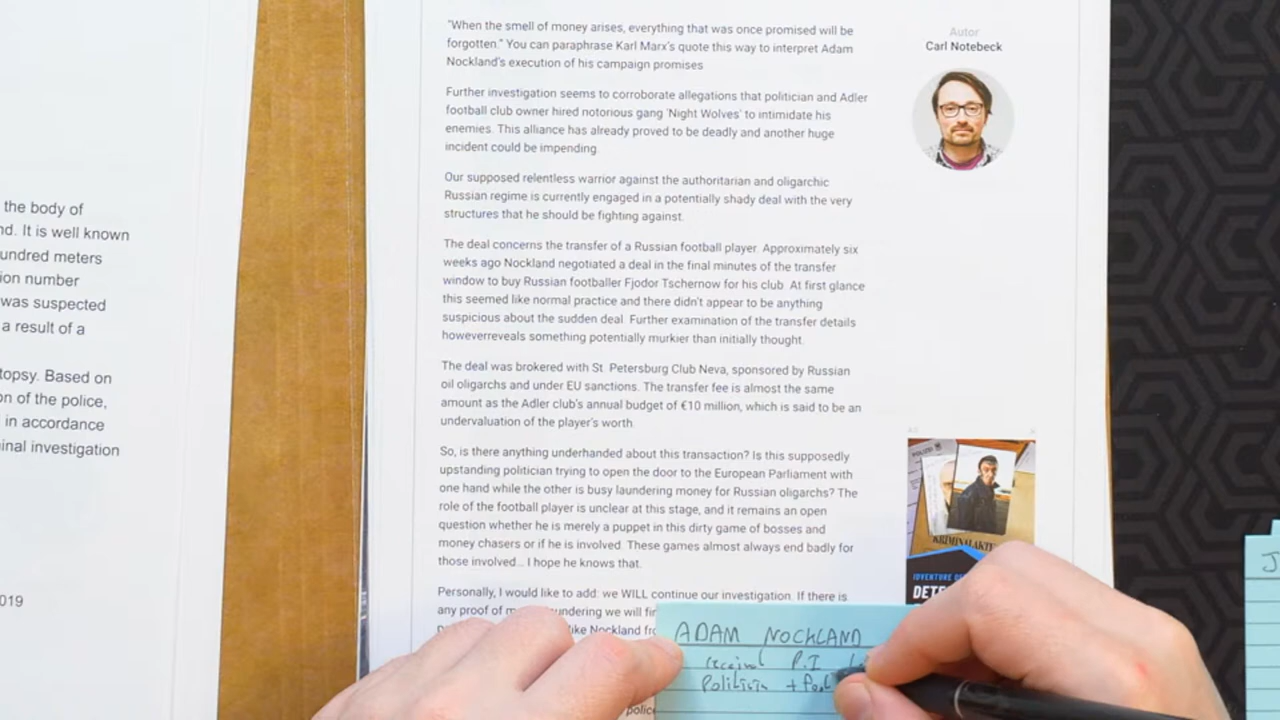 the body of
nd. It is well known
undred meters
ion number
was suspected
a result of a
topsy. Based on
on of the police,
in accordance
inal investigation
019
"When the smell of money arises, everything that was once promised will be
forgotten." You can paraphrase Karl Marx's quote this way to interpret Adam
Nockland's execution of his campaign promises
Further investigation seems to corroborate allegations that politician and Adler
football club owner hired notorious gang 'Night Wolves' to intimidate his
enemies. This alliance has already proved to be deadly and another huge
incident could be impending.
Our supposed relentless warrior against the authoritarian and oligarchic
Russian regime is currently engaged in a potentially shady deal with the very
structures that he should be fighting against.
The deal concerns the transfer of a Russian football player. Approximately six
weeks ago Nockland negotiated a deal in the final minutes of the transfer
window to buy Russian footballer Fjodor Tschernow for his club. At first glance
this seemed like normal practice and there didn't appear to be anything
suspicious about the sudden deal. Further examination of the transfer details
howeverreveals something potentially murkier than initially thought.
The deal was brokered with St. Petersburg Club Neva, sponsored by Russian
oil oligarchs and under EU sanctions. The transfer fee is almost the same
amount as the Adler club's annual budget of €10 million, which is said to be an
undervaluation of the player's worth.
So, is there anything underhanded about this transaction? Is this supposedly
upstanding politician trying to open the door to the European Parliament with
one hand while the other is busy laundering money for Russian oligarchs? The
role of the football player is unclear at this stage, and it remains an open
question whether he is merely a puppet in this dirty game of bosses and
money chasers or if he is involved. These games almost always end badly for
those involved... I hope he knows that.
Personally, I would like to add: we WILL continue our investigation. If there is
any proof of m undering we will fin
like Nockland fro
police
Autor
Carl Notebeck
POLIZEI
KRIMINALAKTE
DETE
ADAM NOCKLAND
received P.I
Politician +
J